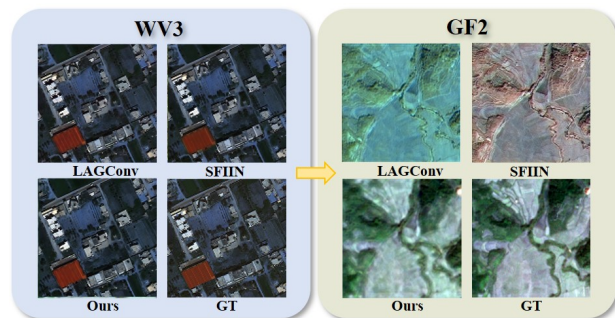 WV3
GF2
LAGConv
SFIIN
LAGConv
SFIIN
Ours
GT
Ours
GT